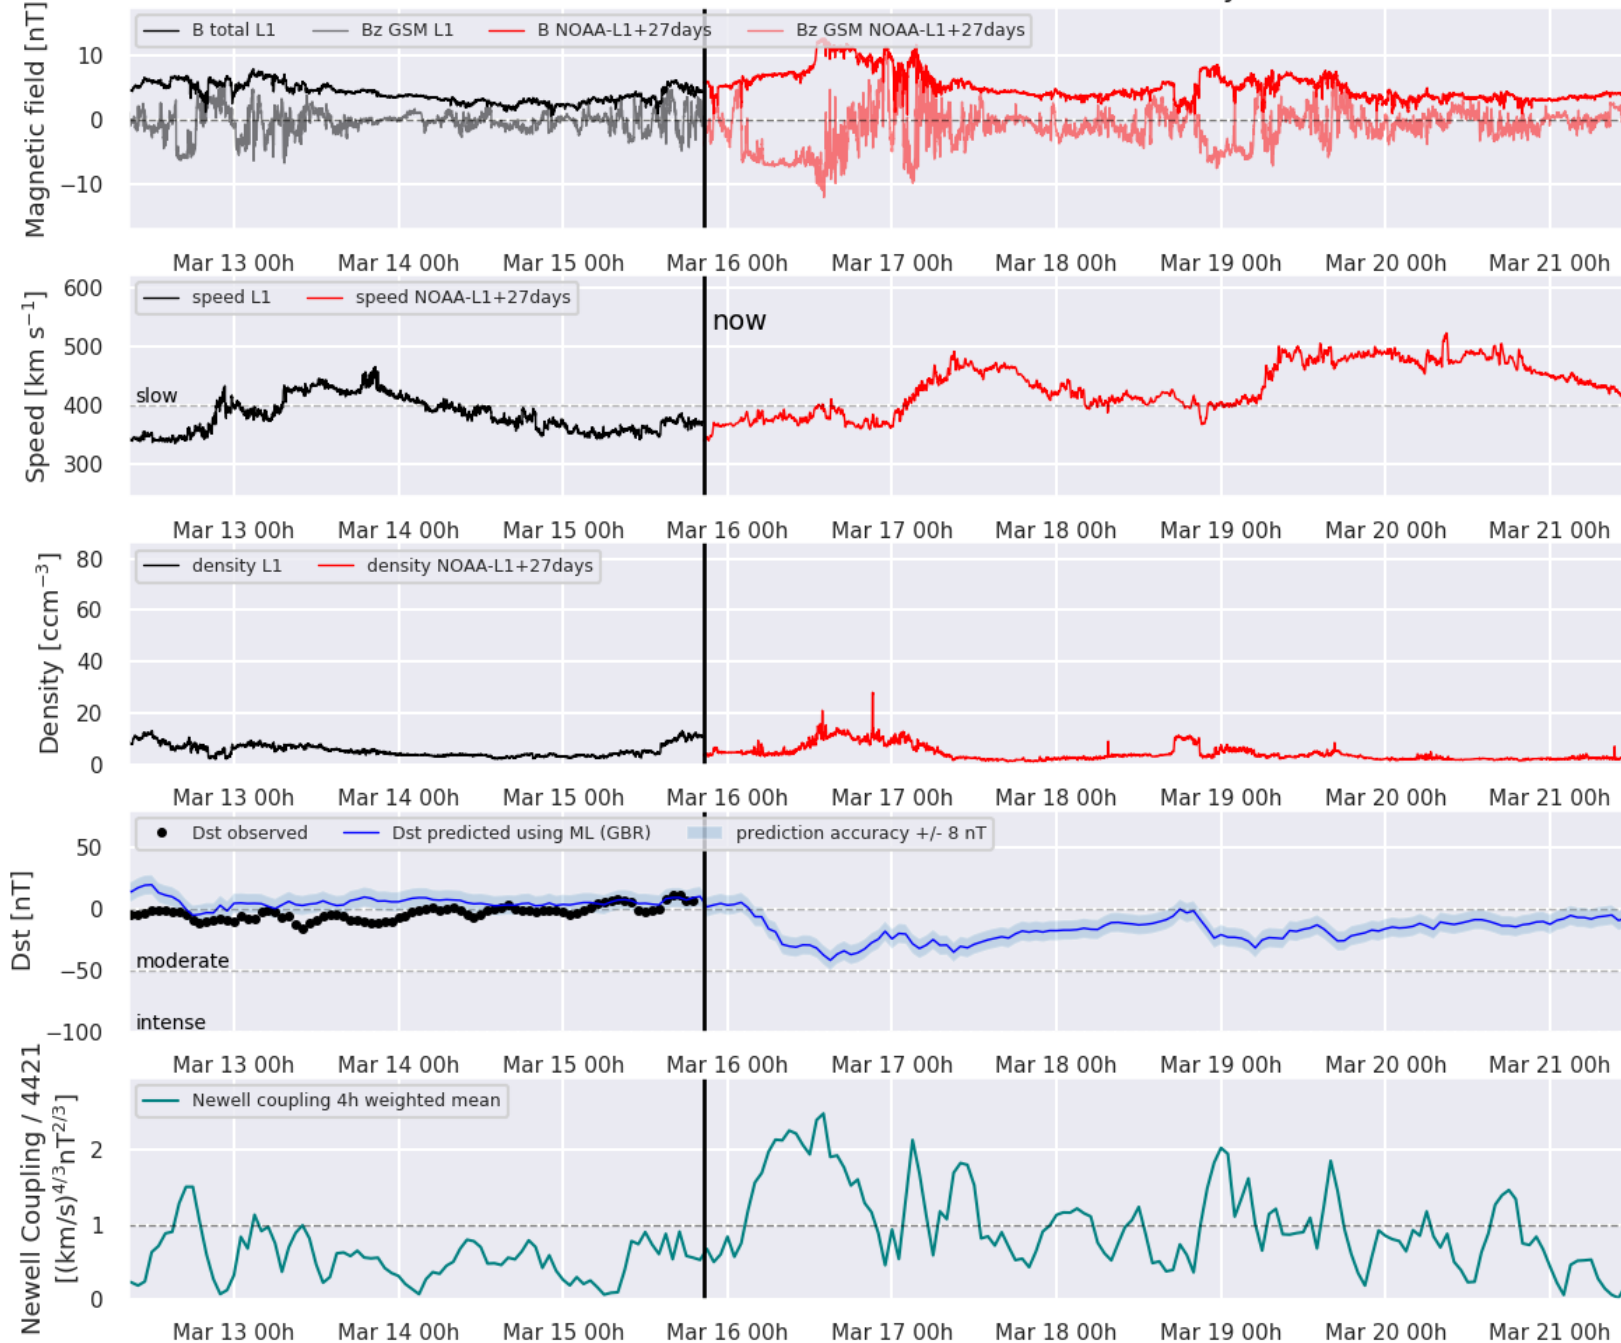 B total L1 Bz GSM L1 B NOAA-L1+27days Bz GSM NOAA-L1+27days
Magnetic field [nT]
10
0
−10
Mar 13 00h Mar 14 00h Mar 15 00h Mar 16 00h Mar 17 00h Mar 18 00h Mar 19 00h Mar 20 00h Mar 21 00h
speed L1 speed NOAA-L1+27days
now
slow
Speed [km s−1]
600
500
400
300
Mar 13 00h Mar 14 00h Mar 15 00h Mar 16 00h Mar 17 00h Mar 18 00h Mar 19 00h Mar 20 00h Mar 21 00h
density L1 density NOAA-L1+27days
Density [ccm−3]
80
60
40
20
0
Mar 13 00h Mar 14 00h Mar 15 00h Mar 16 00h Mar 17 00h Mar 18 00h Mar 19 00h Mar 20 00h Mar 21 00h
Dst observed Dst predicted using ML (GBR) prediction accuracy +/- 8 nT
Dst [nT]
50
0
−50
−100
moderate
intense
Mar 13 00h Mar 14 00h Mar 15 00h Mar 16 00h Mar 17 00h Mar 18 00h Mar 19 00h Mar 20 00h Mar 21 00h
Newell coupling 4h weighted mean
Newell Coupling / 4421
[(km/s)4/3nT2/3]
2
1
0
Mar 13 00h Mar 14 00h Mar 15 00h Mar 16 00h Mar 17 00h Mar 18 00h Mar 19 00h Mar 20 00h Mar 21 00h